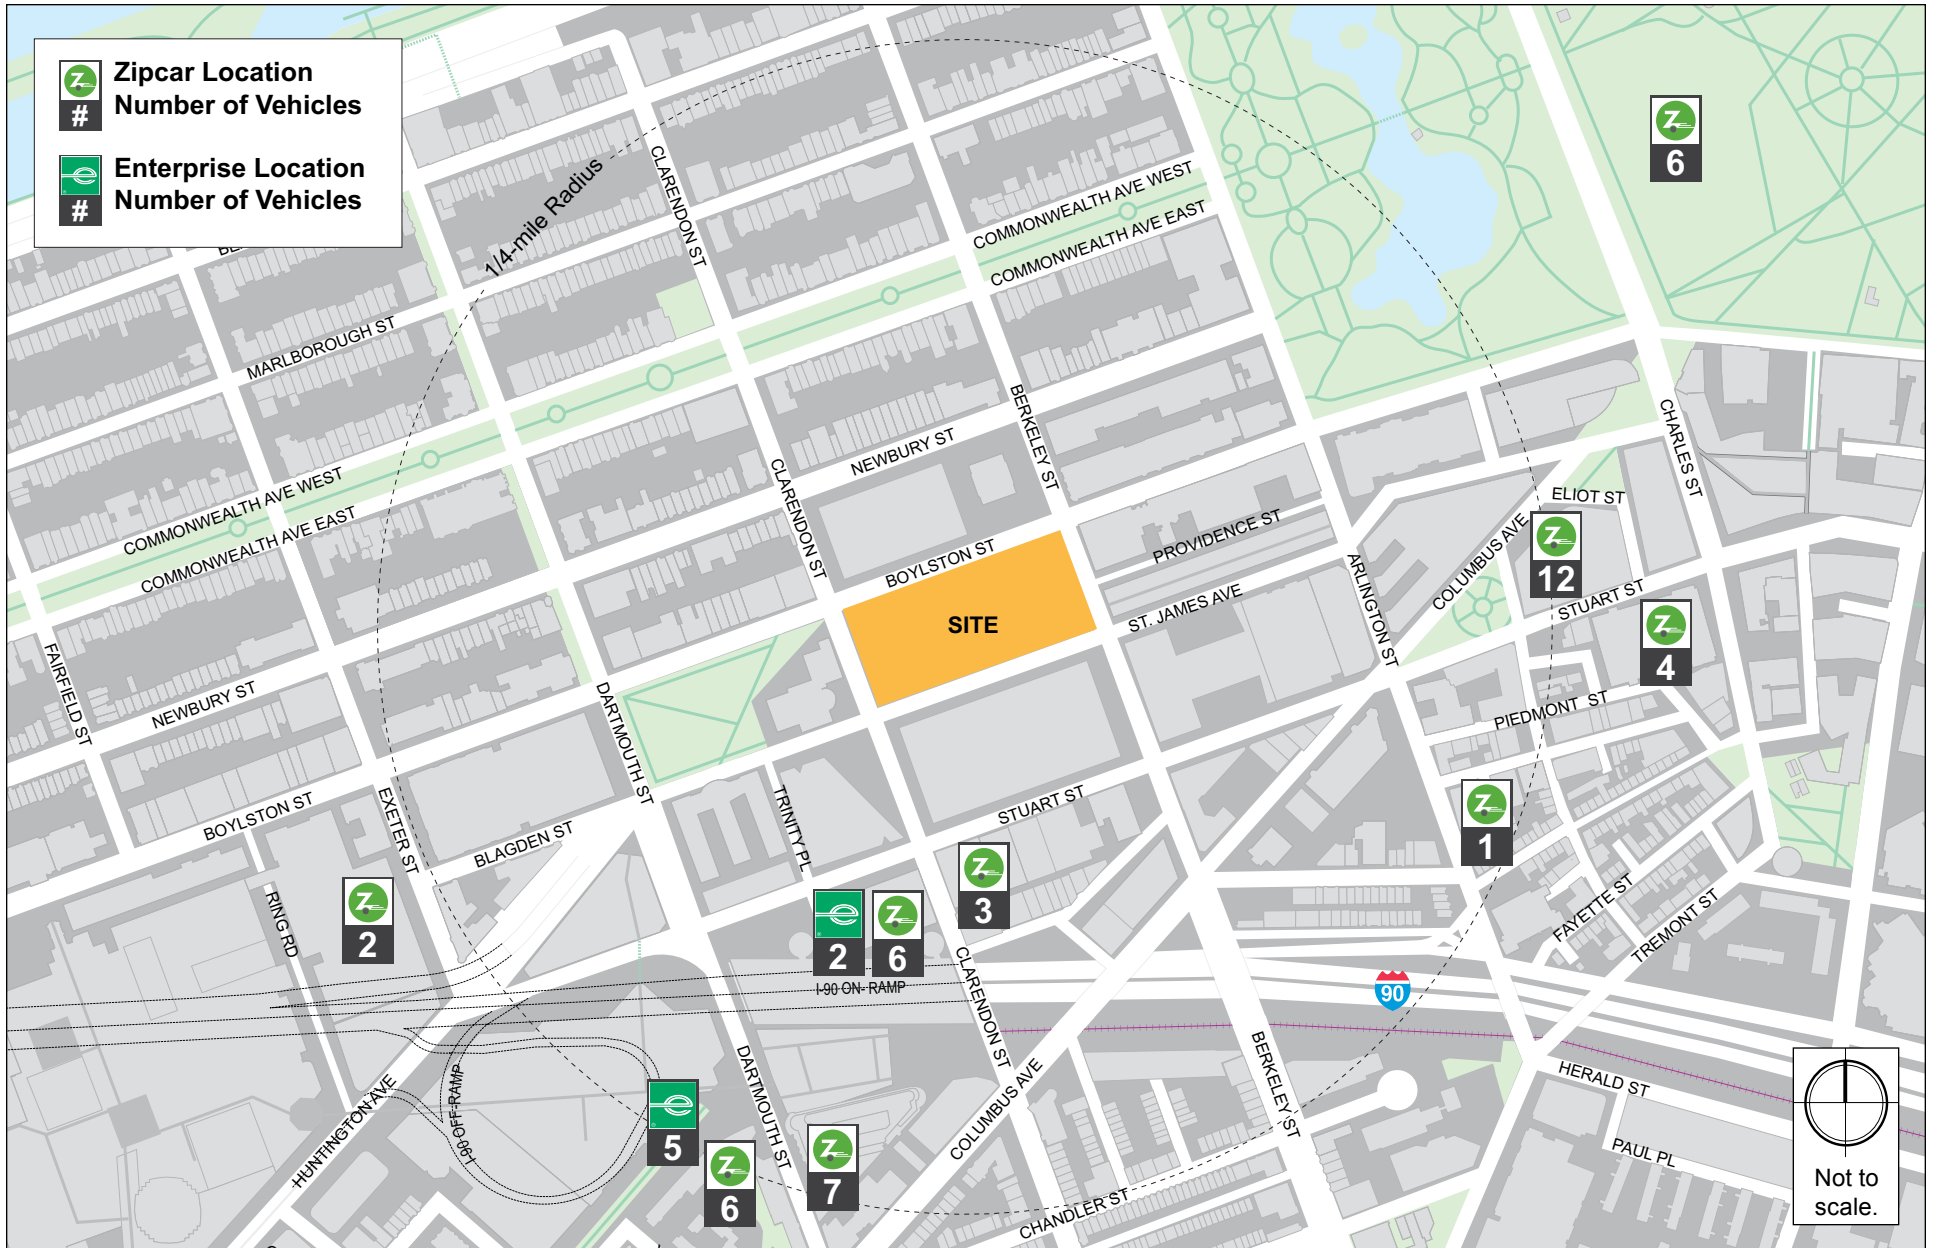 Zipcar Location
Number of Vehicles
#
Enterprise Location
Number of Vehicles
#
1/4-mile Radius
CLARENDON ST
6
COMMONWEALTH AVE WEST
COMMONWEALTH AVE EAST
MARLBOROUGH ST
BERKELEY ST
CHARLES ST
NEWBURY ST
CLARENDON ST
COMMONWEALTH AVE WEST
COMMONWEALTH AVE EAST
ELIOT ST
12
PROVIDENCE ST
BOYLSTON ST
COLUMBUS AVE
ARLINGTON ST
STUART ST
ST. JAMES AVE
SITE
4
FAIRFIELD ST
NEWBURY ST
DARTMOUTH ST
PIEDMONT ST
BOYLSTON ST
EXETER ST
BLAGDEN ST
TRINITY PL
STUART ST
1
3
RING RD
2
2
6
I-90 ON-RAMP
CLARENDON ST
FAYETTE ST
TREMONT ST
90
HUNTINGTON AVE
I-90 OFF-RAMP
DARTMOUTH ST
COLUMBUS AVE
BERKELEY ST
HERALD ST
5
6
7
CHANDLER ST
PAUL PL
Not to
scale.